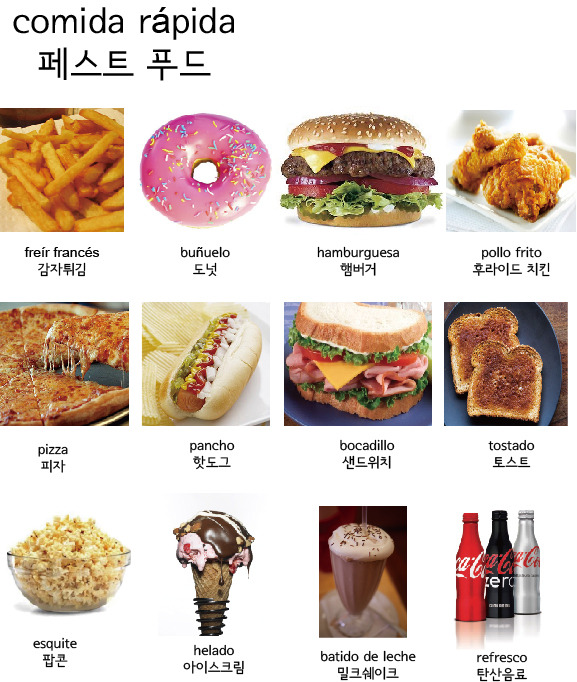 comida rápida
페스트 푸드
freír francés
감자튀김
buñuelo
도넛
hamburguesa
햄버거
pollo frito
후라이드 치킨
pizza
피자
pancho
핫도그
bocadillo
샌드위치
tostado
토스트
esquite
팝콘
helado
아이스크림
batido de leche
밀크쉐이크
Coca-Cola
zero
refresco
탄산음료